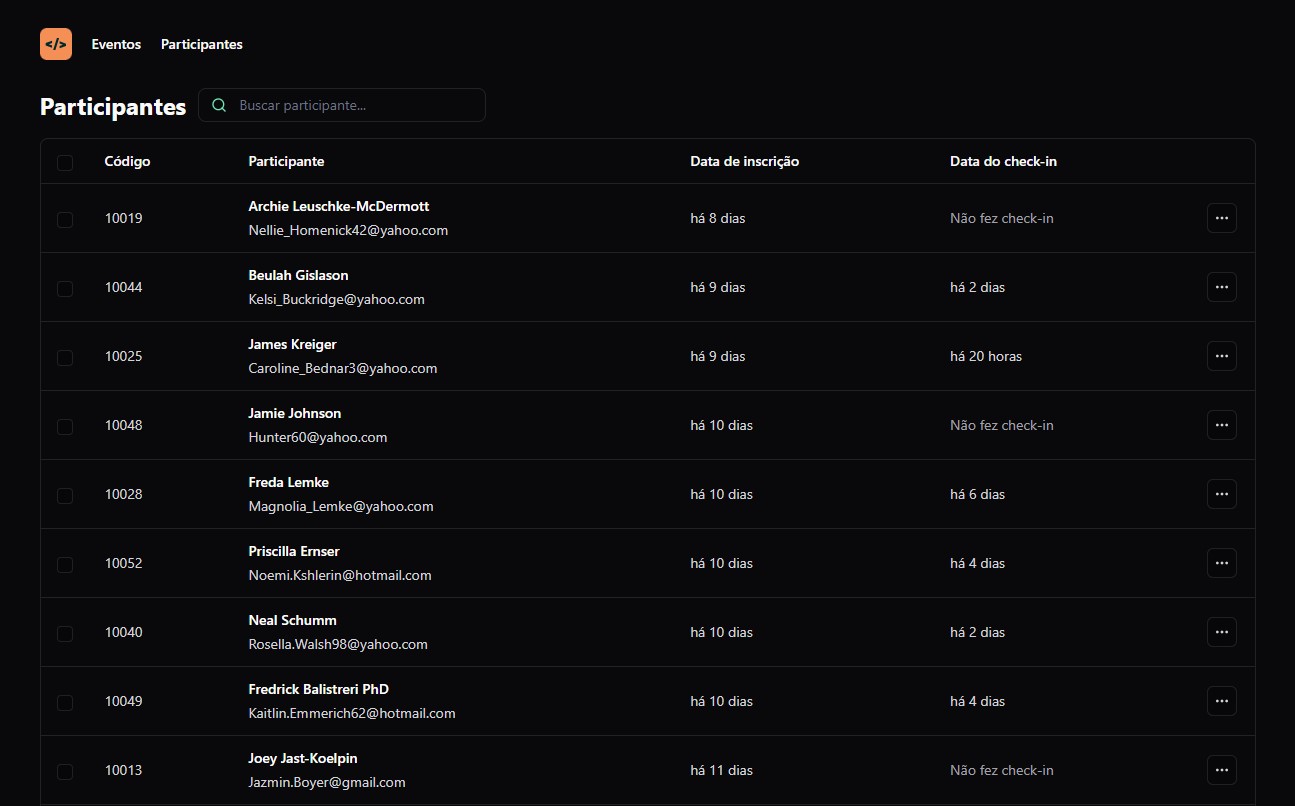 </> Eventos Participantes
Participantes Buscar participante...
Código Participante Data de inscrição Data do check-in
Archie Leuschke-McDermott
10019 há 8 dias Não fez check-in
Nellie_Homenick42@yahoo.com
Beulah Gislason
10044 há 9 dias há 2 dias
Kelsi_Buckridge@yahoo.com
James Kreiger
10025 há 9 dias há 20 horas
Caroline_Bednar3@yahoo.com
Jamie Johnson
10048 há 10 dias Não fez check-in
Hunter60@yahoo.com
Freda Lemke
10028 há 10 dias há 6 dias
Magnolia_Lemke@yahoo.com
Priscilla Ernser
10052 há 10 dias há 4 dias
Noemi.Kshlerin@hotmail.com
Neal Schumm
10040 há 10 dias há 2 dias
Rosella.Walsh98@yahoo.com
Fredrick Balistreri PhD
10049 há 10 dias há 4 dias
Kaitlin.Emmerich62@hotmail.com
Joey Jast-Koelpin
10013 há 11 dias Não fez check-in
Jazmin.Boyer@gmail.com